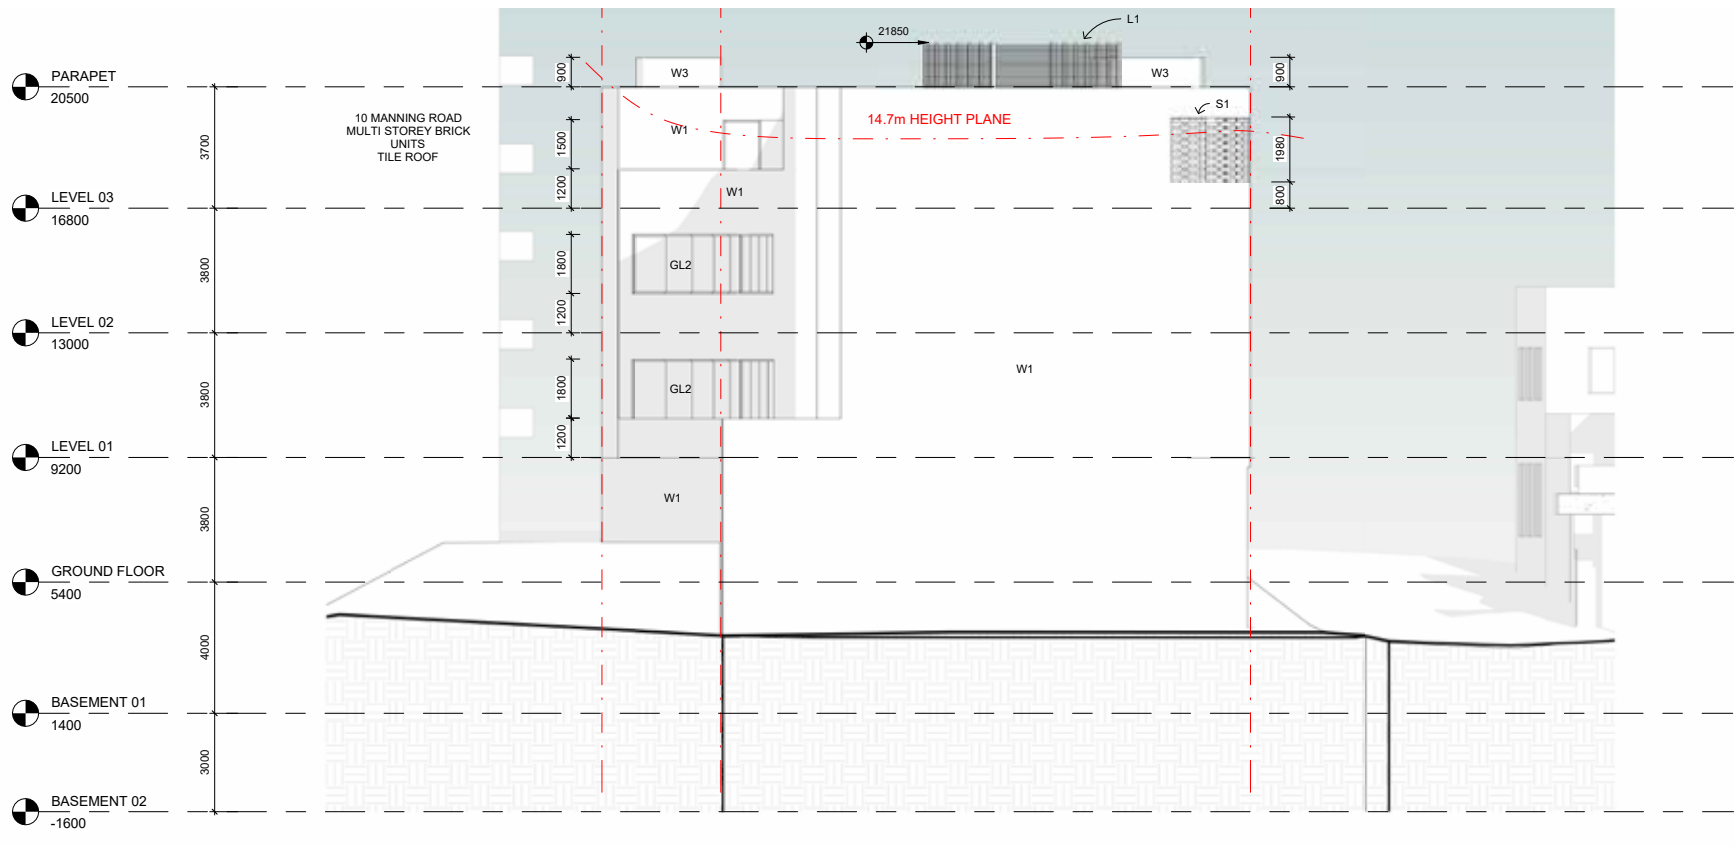 21850
L1
PARAPET
20500
900
W3
W3
900
10 MANNING ROAD
MULTI STOREY BRICK
UNITS
TILE ROOF
3700
1500
W1
14.7m HEIGHT PLANE
S1
1980
1200
W1
800
LEVEL 03
16800
3800
1800
GL2
1200
LEVEL 02
13000
3800
1800
GL2
W1
1200
LEVEL 01
9200
3800
W1
GROUND FLOOR
5400
4000
BASEMENT 01
1400
3000
BASEMENT 02
-1600